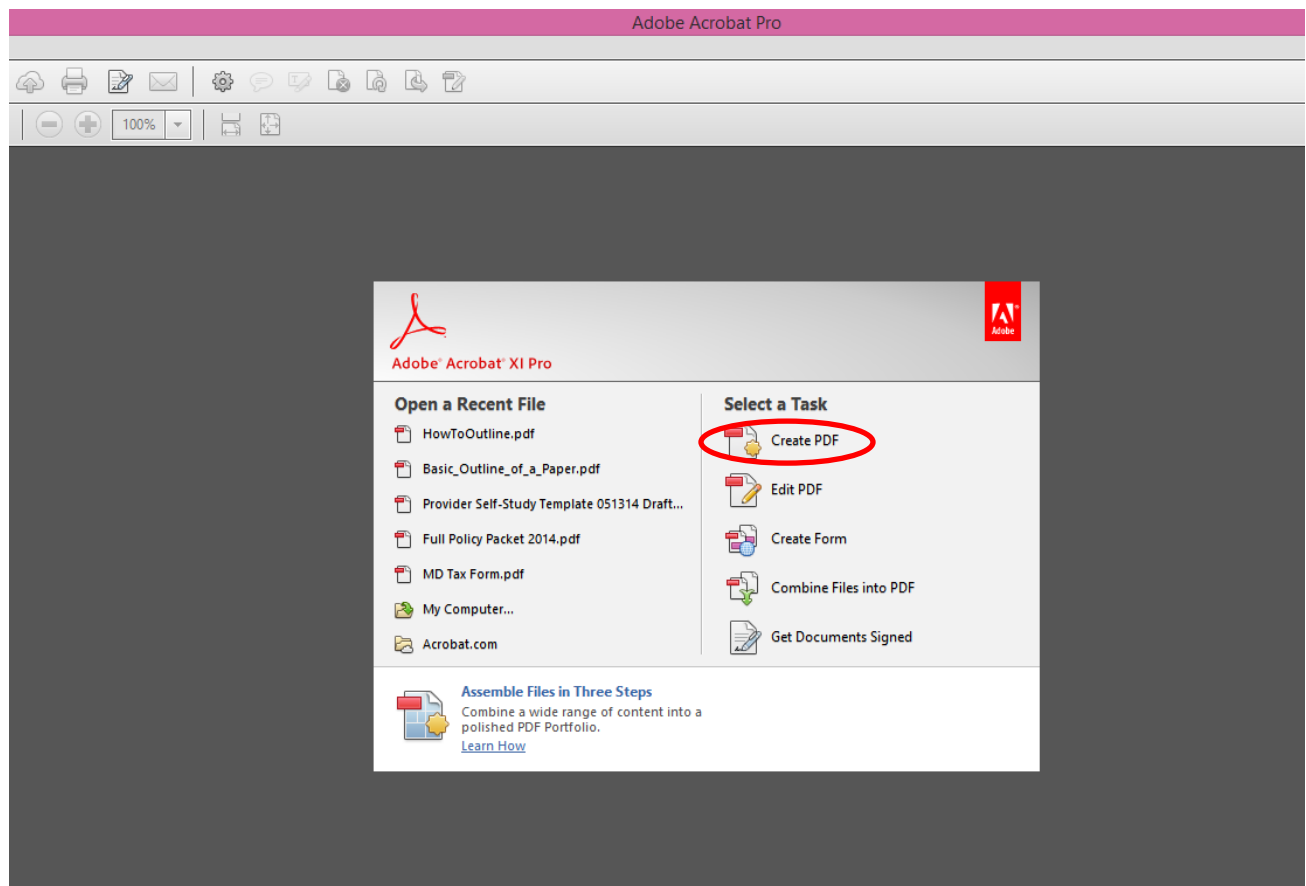 Adobe Acrobat Pro
100%
Adobe
Adobe® Acrobat® XI Pro
Open a Recent File
HowToOutline.pdf
Basic_Outline_of_a_Paper.pdf
Provider Self-Study Template 051314 Draft...
Full Policy Packet 2014.pdf
MD Tax Form.pdf
My Computer...
Acrobat.com
Select a Task
Create PDF
Edit PDF
Create Form
Combine Files into PDF
Get Documents Signed
Assemble Files in Three Steps
Combine a wide range of content into a
polished PDF Portfolio.
Learn How